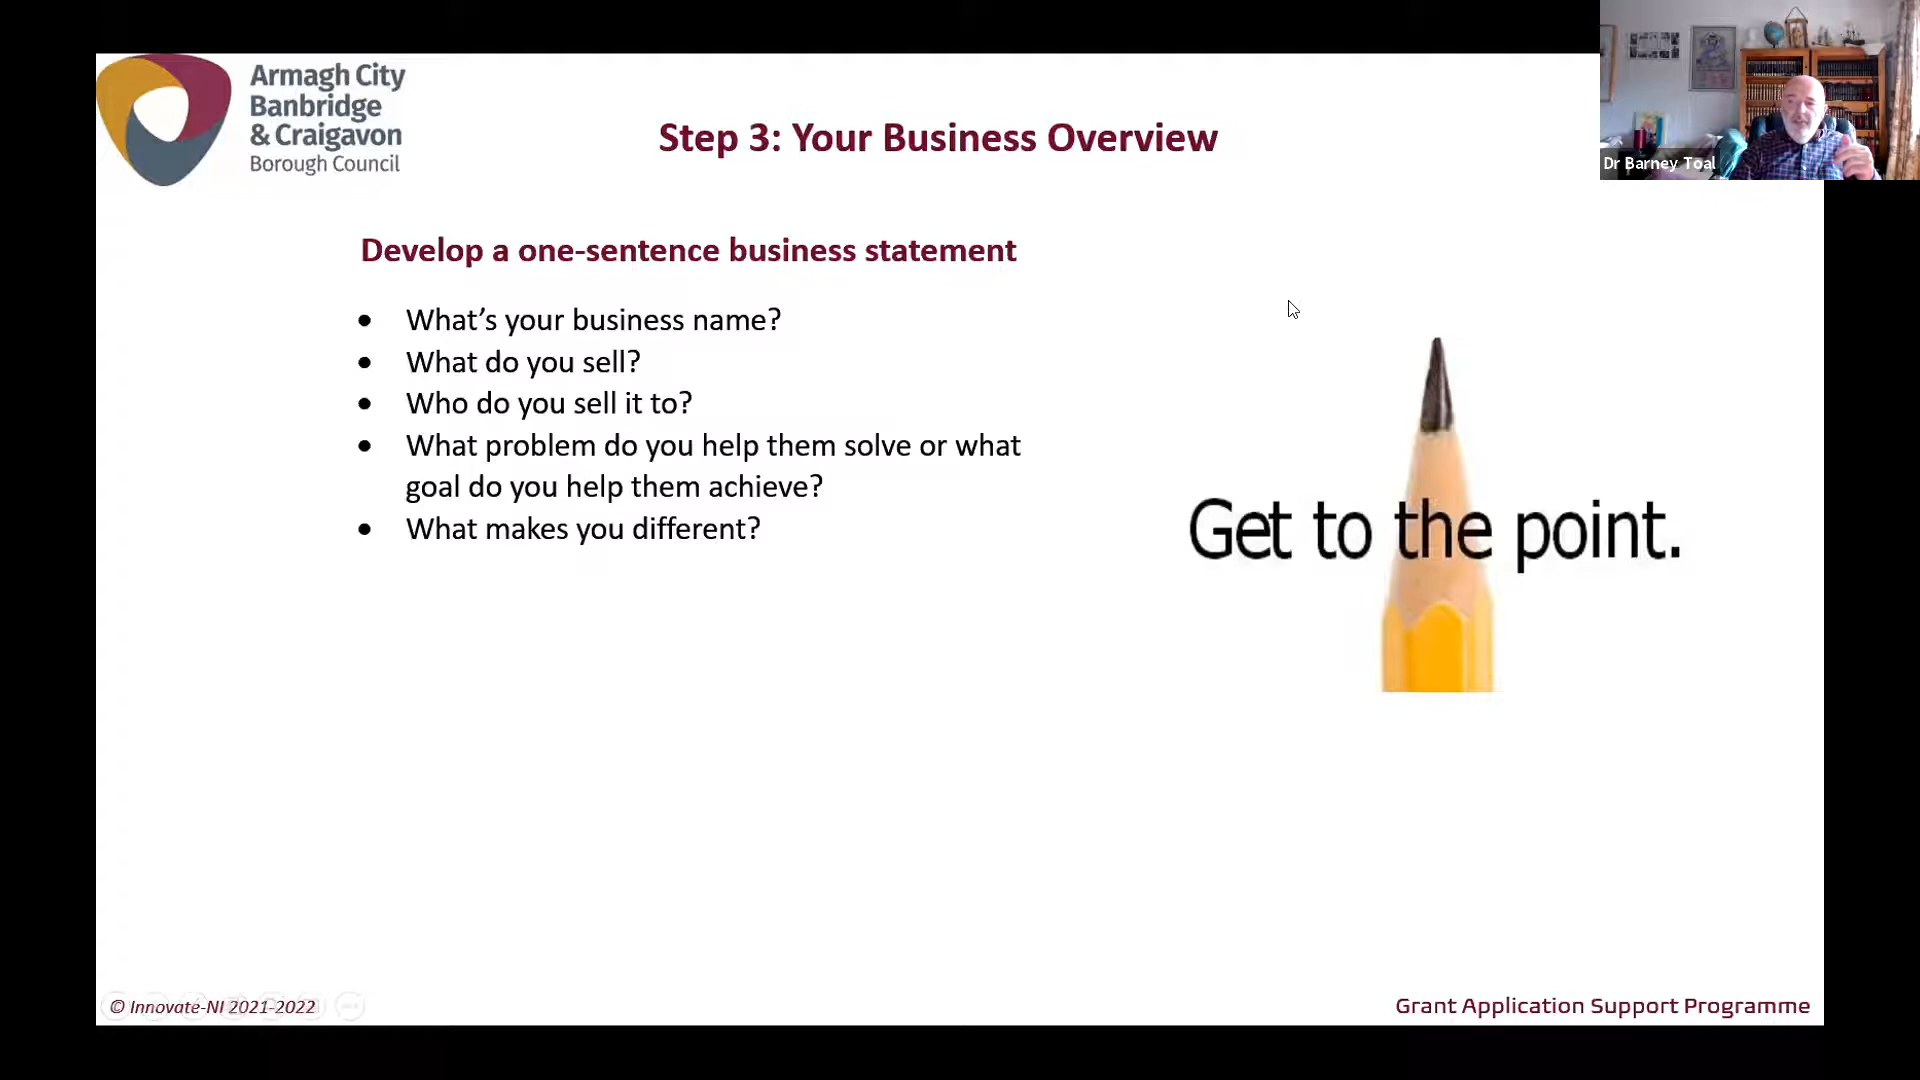 Armagh City
Banbridge
& Craigavon
Borough Council
Step 3: Your Business Overview
Dr Barney Toal
Develop a one-sentence business statement
• What’s your business name?
• What do you sell?
• Who do you sell it to?
• What problem do you help them solve or what
goal do you help them achieve?
• What makes you different?
Get to the point.
© Innovate-NI 2021-2022
Grant Application Support Programme